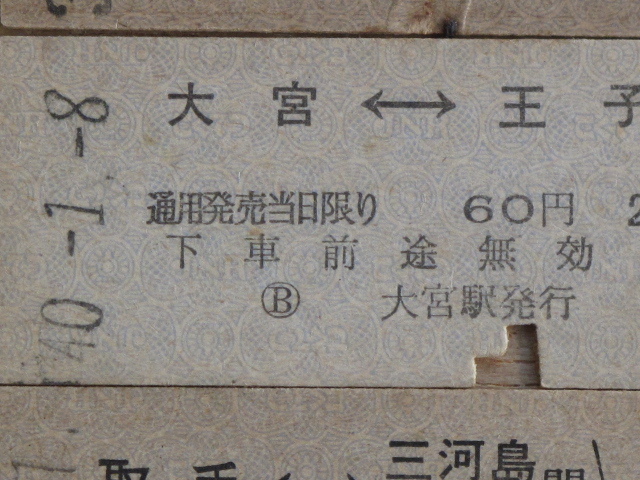 大宮⟷王子
通用発売当日限り 60円 2
下車前途無効
Ⓑ 大宮駅発行
40-1-8
三河島
取手